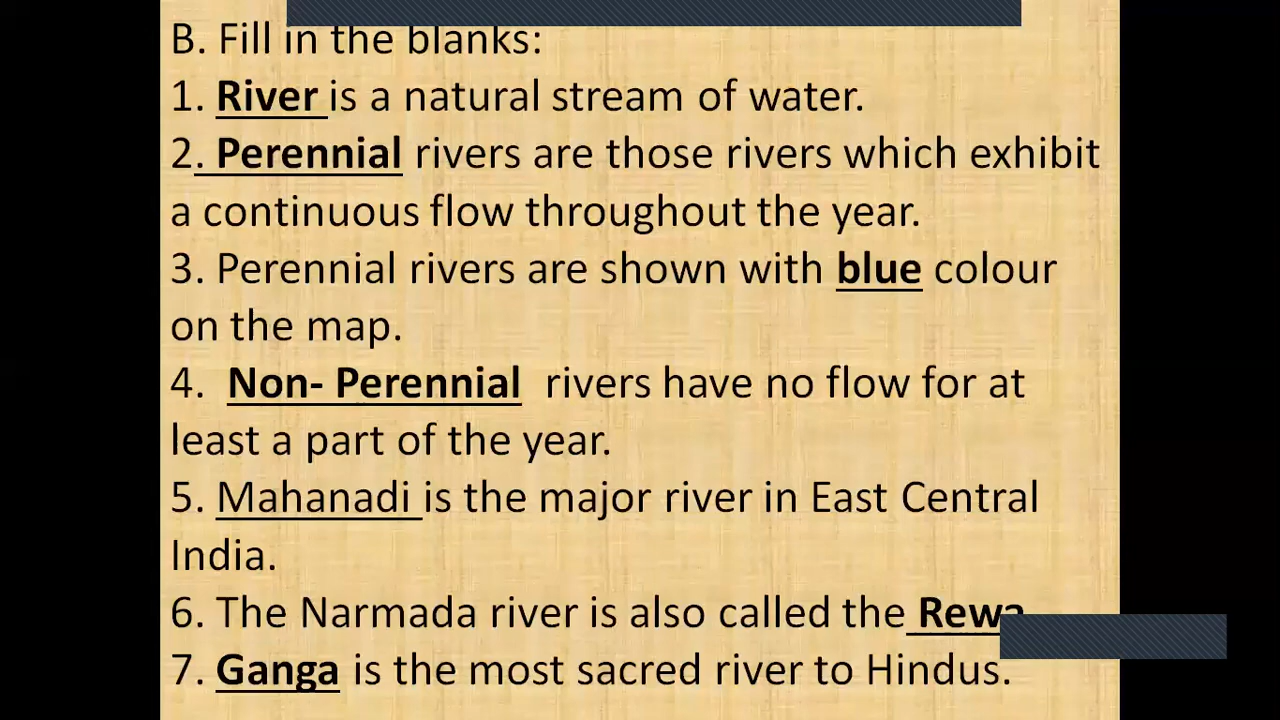 B. Fill in the blanks:
1. River is a natural stream of water.
2. Perennial rivers are those rivers which exhibit
a continuous flow throughout the year.
3. Perennial rivers are shown with blue colour
on the map.
4. Non- Perennial rivers have no flow for at
least a part of the year.
5. Mahanadi is the major river in East Central
India.
6. The Narmada river is also called the Rewa
7. Ganga is the most sacred river to Hindus.